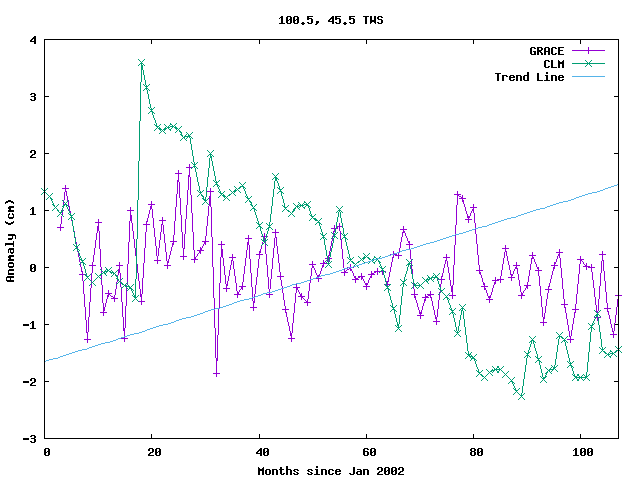 100.5, 45.5 TWS
GRACE
CLM
Trend Line
4
3
2
1
0
-1
-2
-3
Anomaly (cm)
0 20 40 60 80 100
Months since Jan 2002